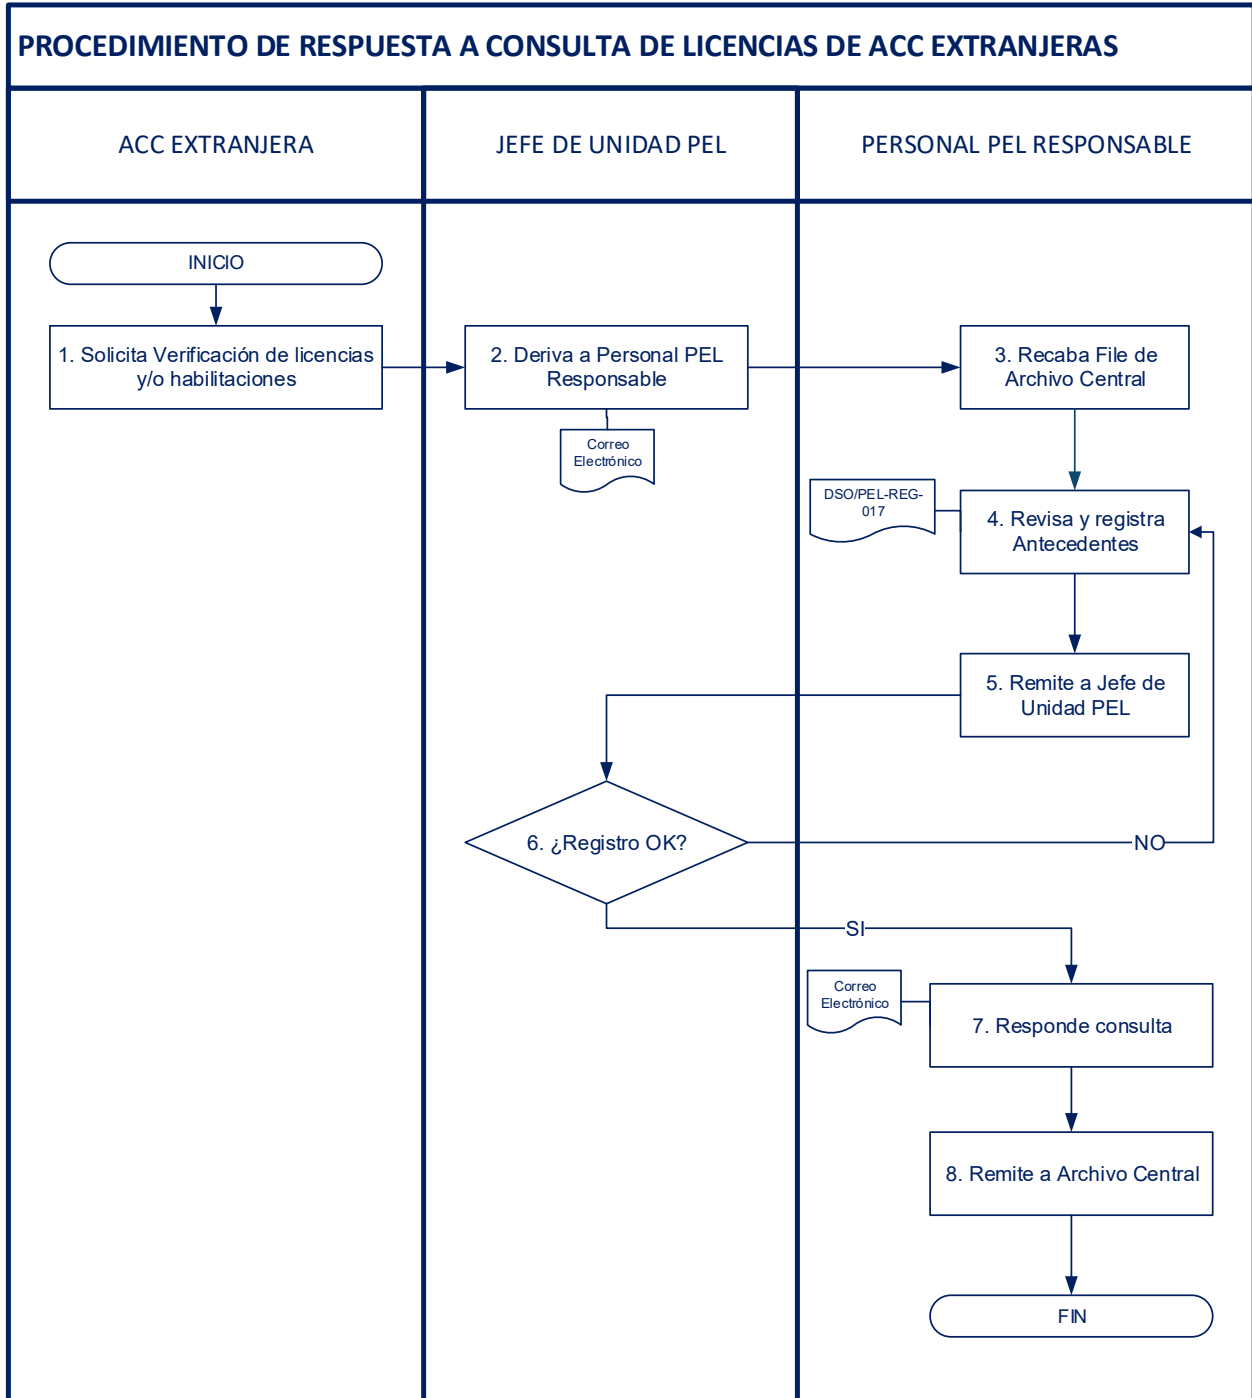 PROCEDIMIENTO DE RESPUESTA A CONSULTA DE LICENCIAS DE ACC EXTRANJERAS
ACC EXTRANJERA
JEFE DE UNIDAD PEL
PERSONAL PEL RESPONSABLE
INICIO
1. Solicita Verificación de licencias
y/o habilitaciones
2. Deriva a Personal PEL
Responsable
Correo
Electrónico
3. Recaba File de
Archivo Central
DSO/PEL-REG-
017
4. Revisa y registra
Antecedentes
5. Remite a Jefe de
Unidad PEL
6. ¿Registro OK?
NO
SI
Correo
Electrónico
7. Responde consulta
8. Remite a Archivo Central
FIN